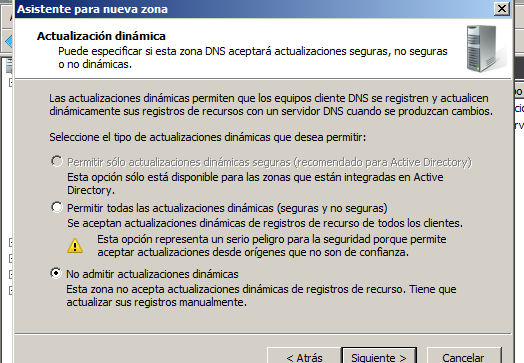 Asistente para nueva zona
Actualización dinámica
Puede especificar si esta zona DNS aceptará actualizaciones seguras, no seguras
o no dinámicas.
Las actualizaciones dinámicas permiten que los equipos cliente DNS se registren y actualicen
dinámicamente sus registros de recursos con un servidor DNS cuando se produzcan cambios.
Seleccione el tipo de actualizaciones dinámicas que desea permitir:
Permitir sólo actualizaciones dinámicas seguras (recomendado para Active Directory)
Esta opción sólo está disponible para las zonas que están integradas en Active
Directory.
Permitir todas las actualizaciones dinámicas (seguras y no seguras)
Se aceptan actualizaciones dinámicas de registros de recurso de todos los clientes.
Esta opción representa un serio peligro para la seguridad porque permite
aceptar actualizaciones desde orígenes que no son de confianza.
No admitir actualizaciones dinámicas
Esta zona no acepta actualizaciones dinámicas de registros de recurso. Tiene que
actualizar sus registros manualmente.
< Atrás
Siguiente >
Cancelar